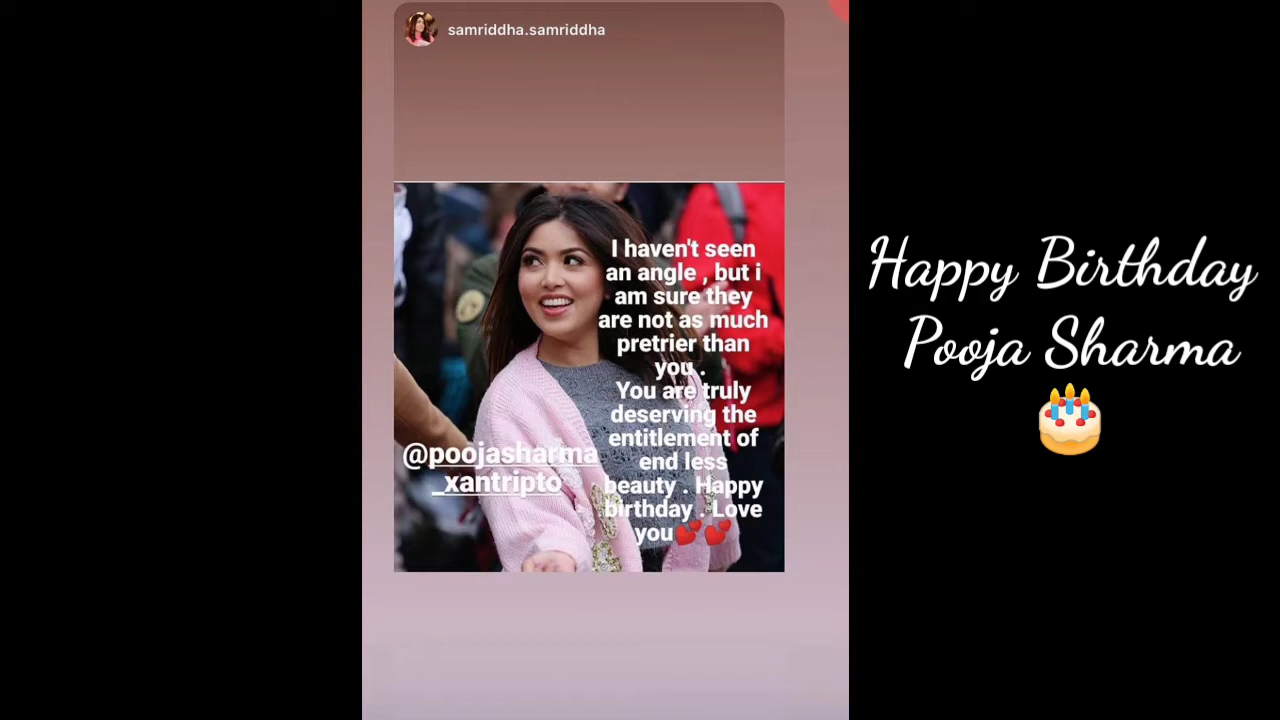 samriddha.samriddha
I haven't seen
an angle , but i
am sure they
are not as much
pretrier than
you .
You are truly
deserving the
entitlement of
end less
beauty . Happy
birthday . Love
you💕💕
@poojasharma
_xantripto
Happy Birthday
Pooja Sharma
🎂